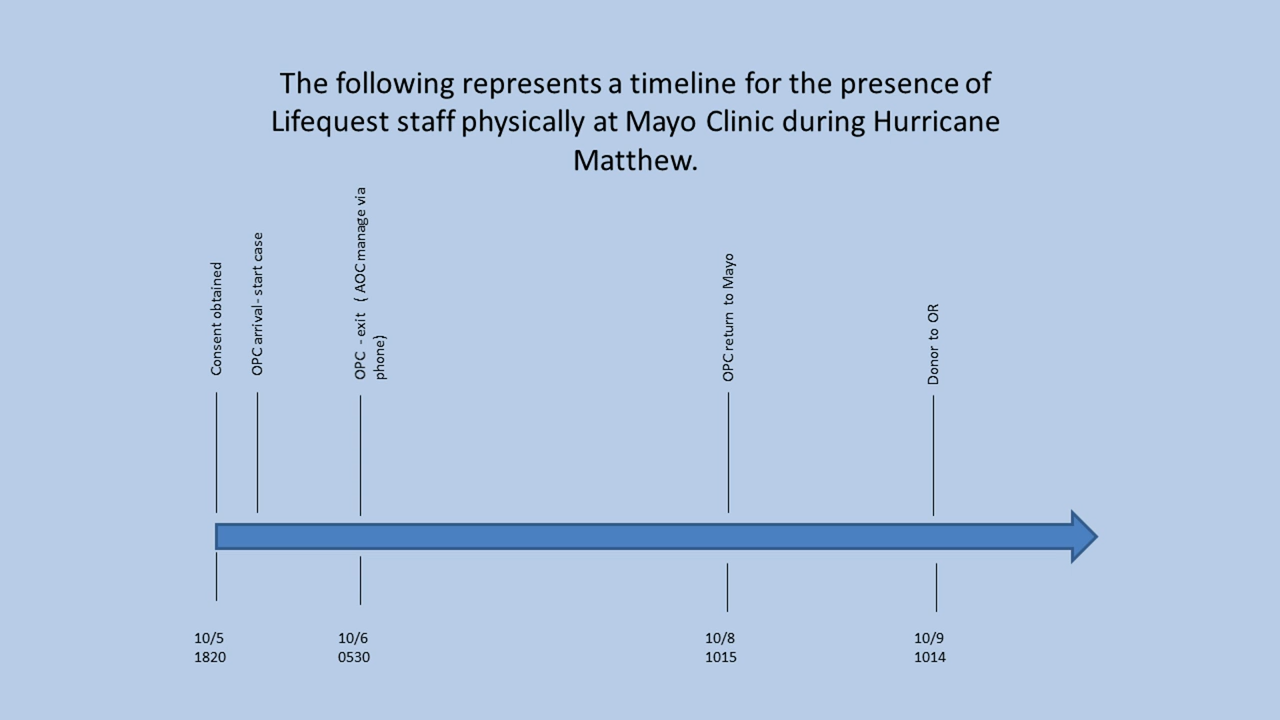 The following represents a timeline for the presence of
Lifequest staff physically at Mayo Clinic during Hurricane
Matthew.
Consent obtained
OPC arrival- start case
OPC - exit ( AOC manage via
phone)
OPC return to Mayo
Donor to OR
10/5
1820
10/6
0530
10/8
1015
10/9
1014